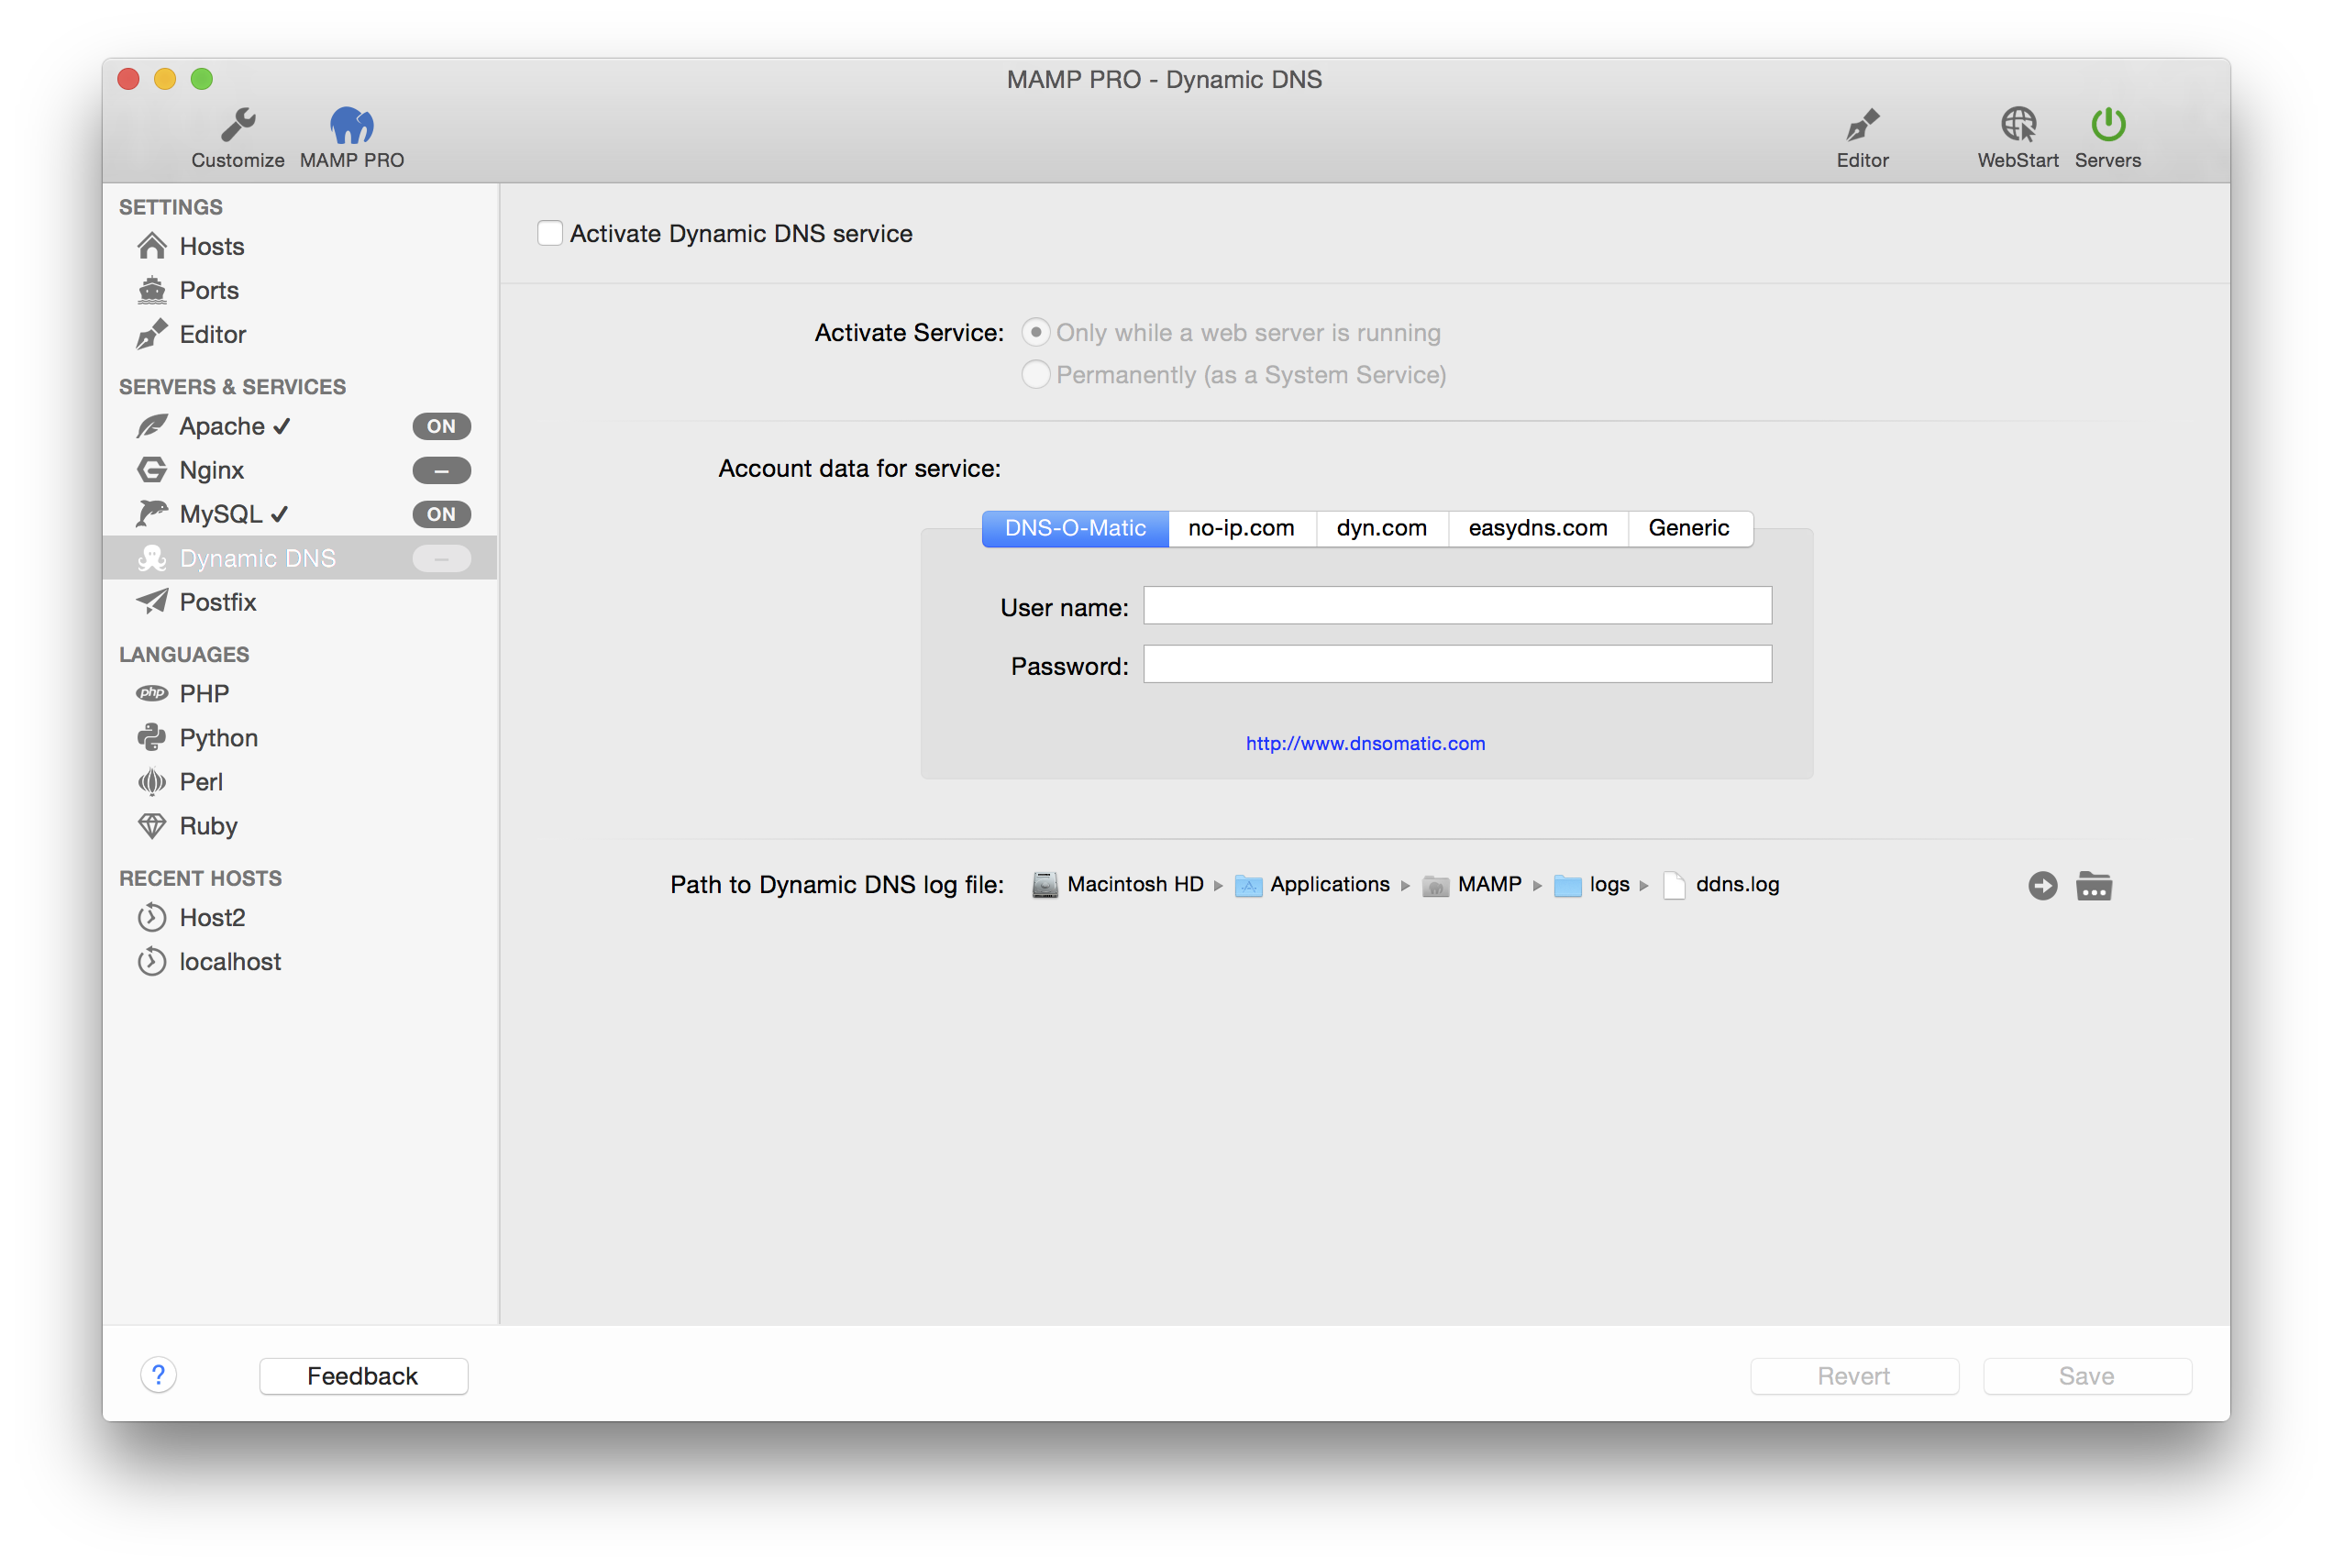 MAMP PRO - Dynamic DNS
Customize MAMP PRO Editor WebStart Servers
SETTINGS
Hosts
Ports
Editor
SERVERS & SERVICES
Apache ✓ ON
Nginx –
MySQL ✓ ON
Dynamic DNS –
Postfix
LANGUAGES
php PHP
Python
Perl
Ruby
RECENT HOSTS
Host2
localhost
Activate Dynamic DNS service
Activate Service: Only while a web server is running
Permanently (as a System Service)
Account data for service:
DNS-O-Matic no-ip.com dyn.com easydns.com Generic
User name:
Password:
http://www.dnsomatic.com
Path to Dynamic DNS log file: Macintosh HD ▸ Applications ▸ MAMP ▸ logs ▸ ddns.log
? Feedback Revert Save